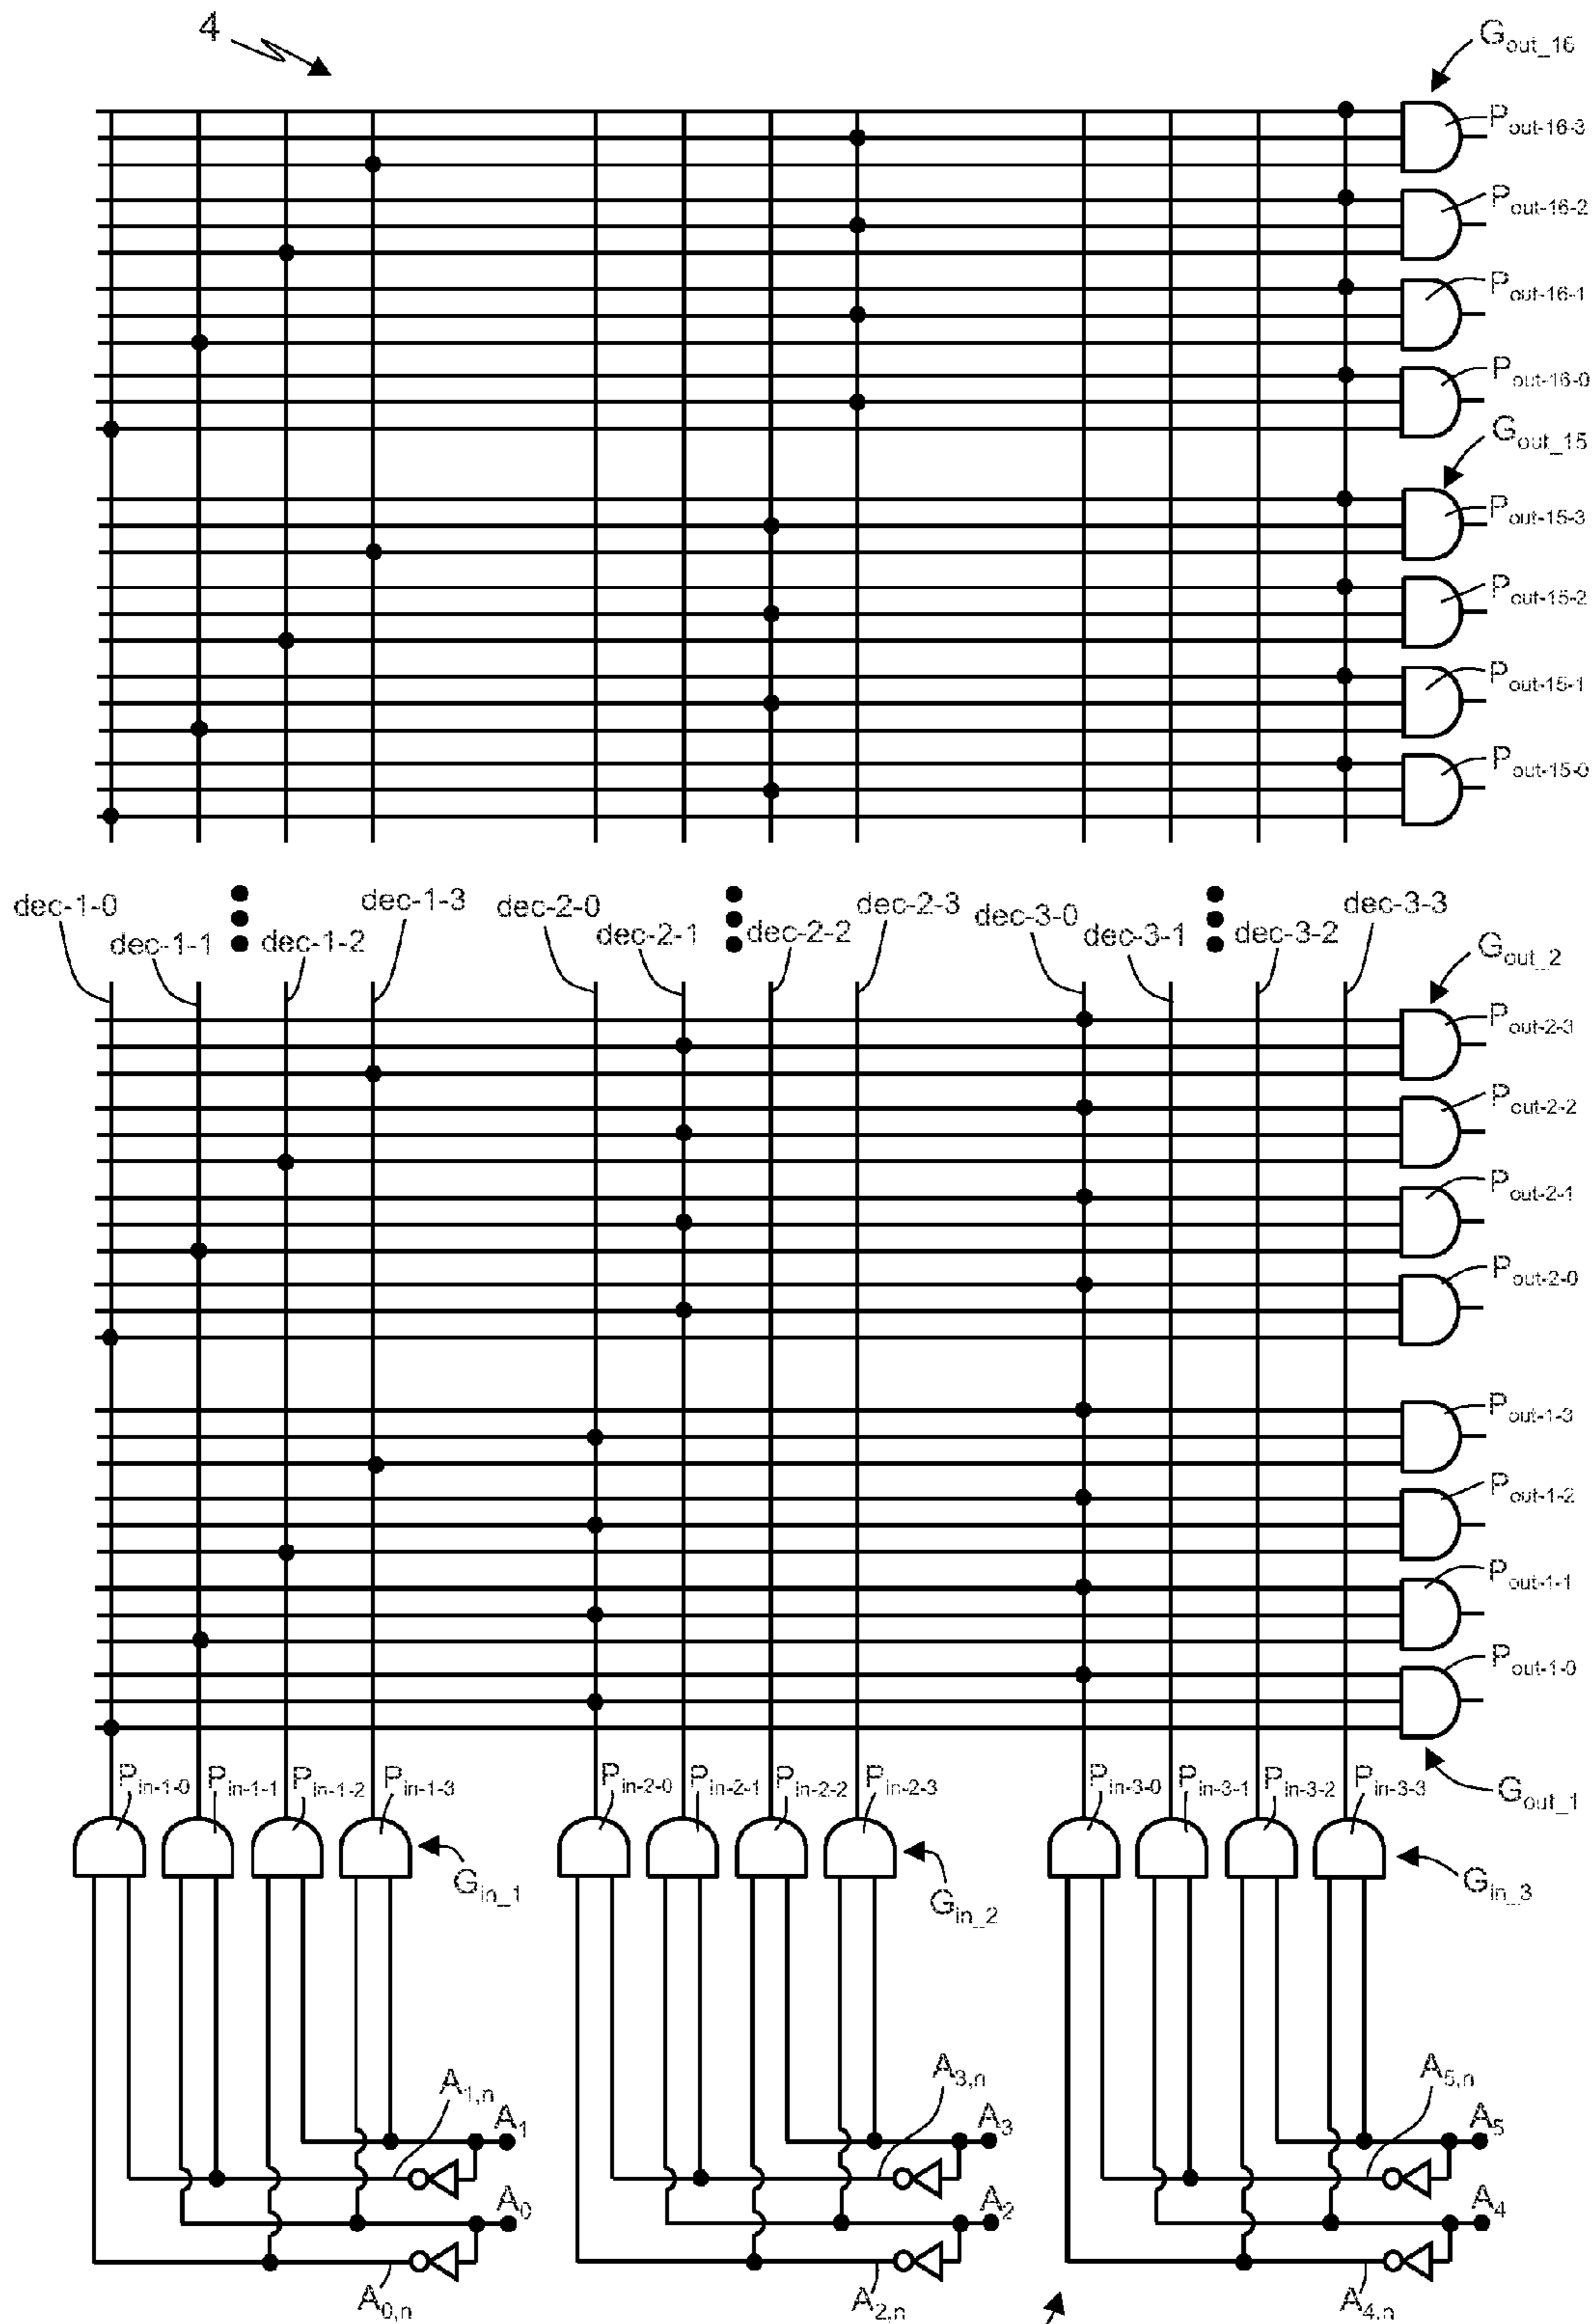 4
G_out_16
P_out-16-3
P_out-16-2
P_out-16-1
P_out-16-0
G_out_15
P_out-15-3
P_out-15-2
P_out-15-1
P_out-15-0
dec-1-0
dec-1-1
dec-1-2
dec-1-3
dec-2-0
dec-2-1
dec-2-2
dec-2-3
dec-3-0
dec-3-1
dec-3-2
dec-3-3
G_out_2
P_out-2-3
P_out-2-2
P_out-2-1
P_out-2-0
P_out-1-3
P_out-1-2
P_out-1-1
P_out-1-0
G_out_1
P_in-1-0
P_in-1-1
P_in-1-2
P_in-1-3
P_in-2-0
P_in-2-1
P_in-2-2
P_in-2-3
P_in-3-0
P_in-3-1
P_in-3-2
P_in-3-3
G_in_1
G_in_2
G_in_3
A_1,n
A_1
A_0
A_0,n
A_3,n
A_3
A_2
A_2,n
A_5,n
A_5
A_4
A_4,n